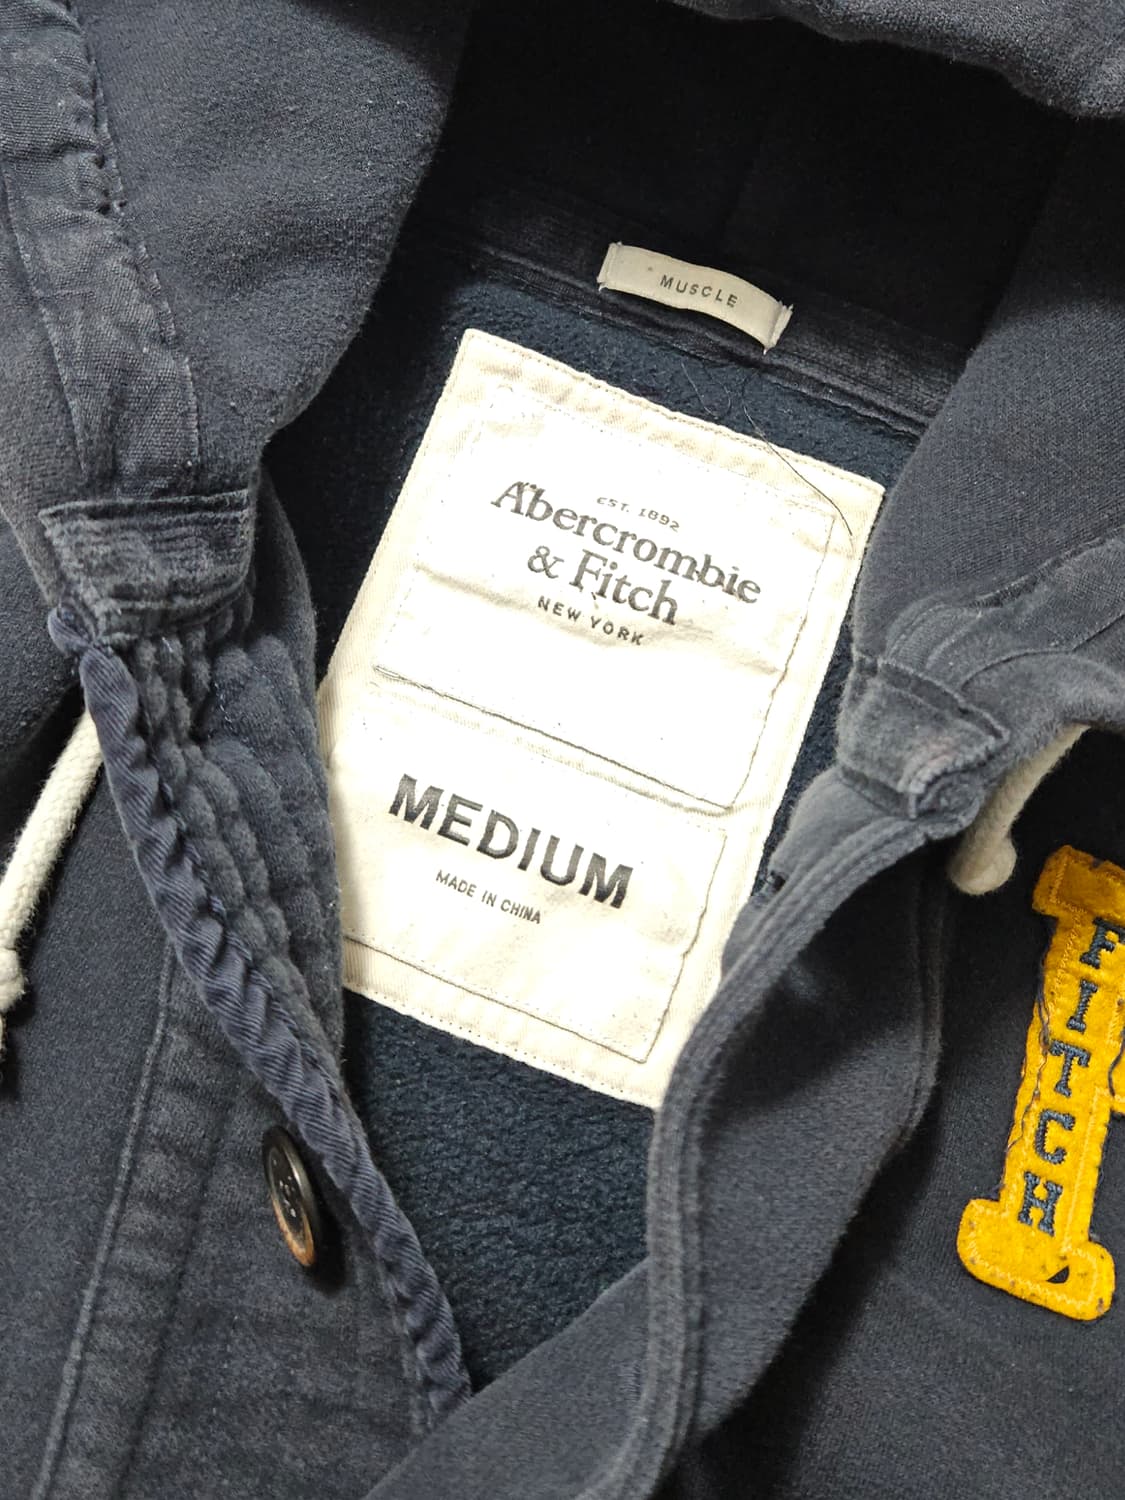 MUSCLE
EST. 1892
Abercrombie
& Fitch
NEW YORK
MEDIUM
MADE IN CHINA
FITCH